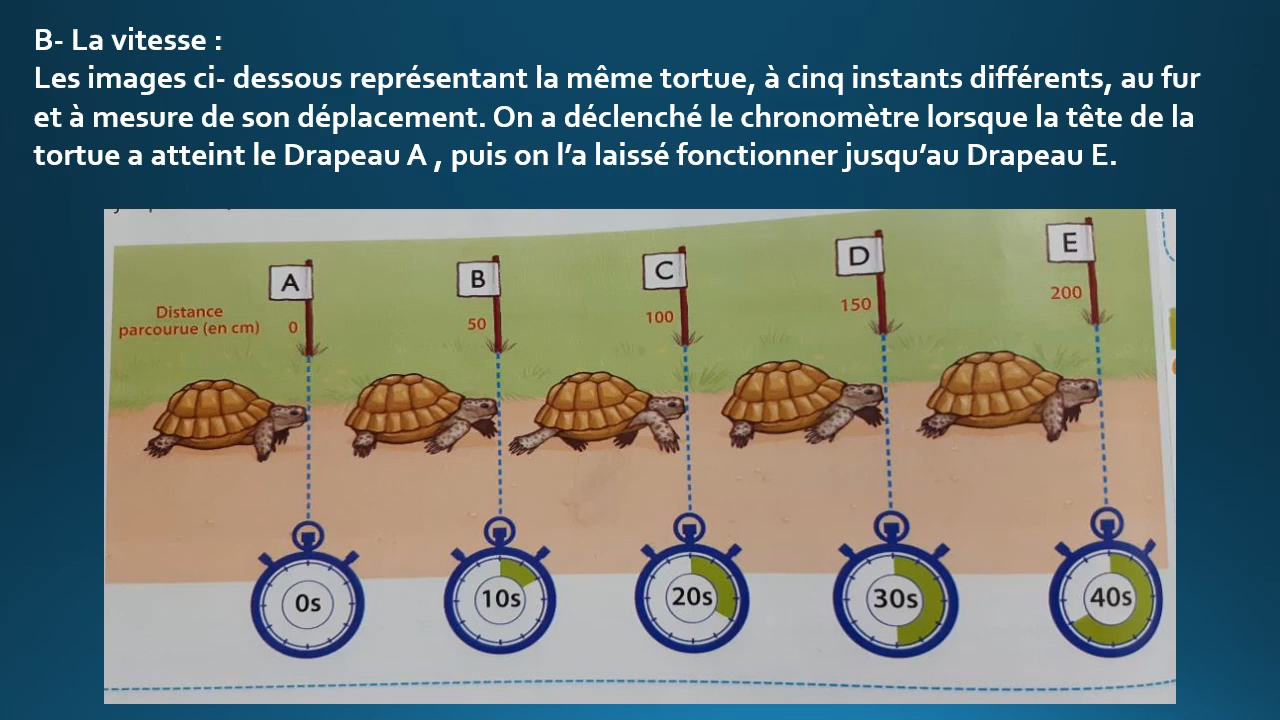 B- La vitesse :
Les images ci- dessous représentant la même tortue, à cinq instants différents, au fur
et à mesure de son déplacement. On a déclenché le chronomètre lorsque la tête de la
tortue a atteint le Drapeau A , puis on l’a laissé fonctionner jusqu’au Drapeau E.
A B C D E
Distance
parcourue (en cm) 0 50 100 150 200
0s 10s 20s 30s 40s